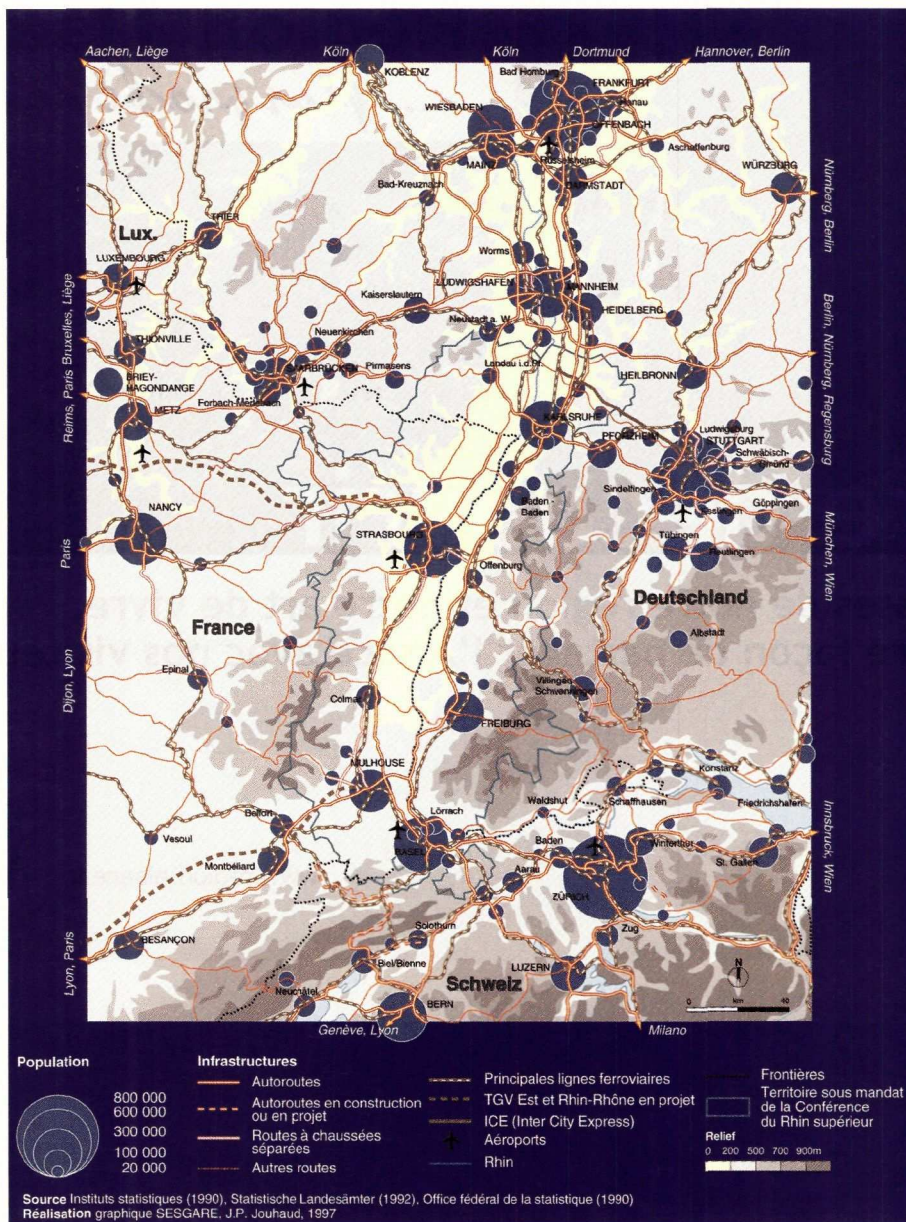 Aachen, Liège
Köln
Köln
Dortmund
Hannover, Berlin
KOBLENZ
Bad Homburg
FRANKFURT
WIESBADEN
Hanau
OFFENBACH
MAINZ
Rüsselsheim
Aschaffenburg
Bad-Kreuznach
DARMSTADT
WÜRZBURG
Nürnberg, Berlin
TRIER
Lux.
LUXEMBOURG
Worms
LUDWIGSHAFEN
MANNHEIM
Kaiserslautern
HEIDELBERG
Neustadt a. W.
Reims, Paris
Bruxelles, Liège
Berlin, Nürnberg, Regensburg
THIONVILLE
Neuenkirchen
SAARBRÜCKEN
Pirmasens
Landau i.d.Pf.
HEILBRONN
BRIEY-
HAGONDANGE
METZ
Forbach-Merlebach
KARLSRUHE
PFORZHEIM
Ludwigsburg
STUTTGART
Schwäbisch-
Gmünd
Sindelfingen
Esslingen
Göppingen
Baden -
Baden
NANCY
STRASBOURG
Tübingen
Reutlingen
Paris
München, Wien
Offenburg
Deutschland
France
Albstadt
Dijon, Lyon
Epinal
Colmar
Villingen
Schwenningen
FREIBURG
MULHOUSE
Konstanz
Friedrichshafen
Belfort
Lörrach
Waldshut
Schaffhausen
Vesoul
Innsbruck, Wien
BASEL
Baden
Winterthur
St. Gallen
Montbéliard
Aarau
ZÜRICH
BESANÇON
Solothurn
Zug
Biel/Bienne
LUZERN
Lyon, Paris
Schweiz
Neuchâtel
BERN
N
0 km 40
Genève, Lyon
Milano
Population
800 000
600 000
300 000
100 000
20 000
Infrastructures
Autoroutes
Autoroutes en construction
ou en projet
Routes à chaussées
séparées
Autres routes
Principales lignes ferroviaires
TGV Est et Rhin-Rhône en projet
ICE (Inter City Express)
Aéroports
Rhin
Frontières
Territoire sous mandat
de la Conférence
du Rhin supérieur
Relief
0 200 500 700 900m
Source Instituts statistiques (1990), Statistische Landesämter (1992), Office fédéral de la statistique (1990)
Réalisation graphique SESGARE, J.P. Jouhaud, 1997